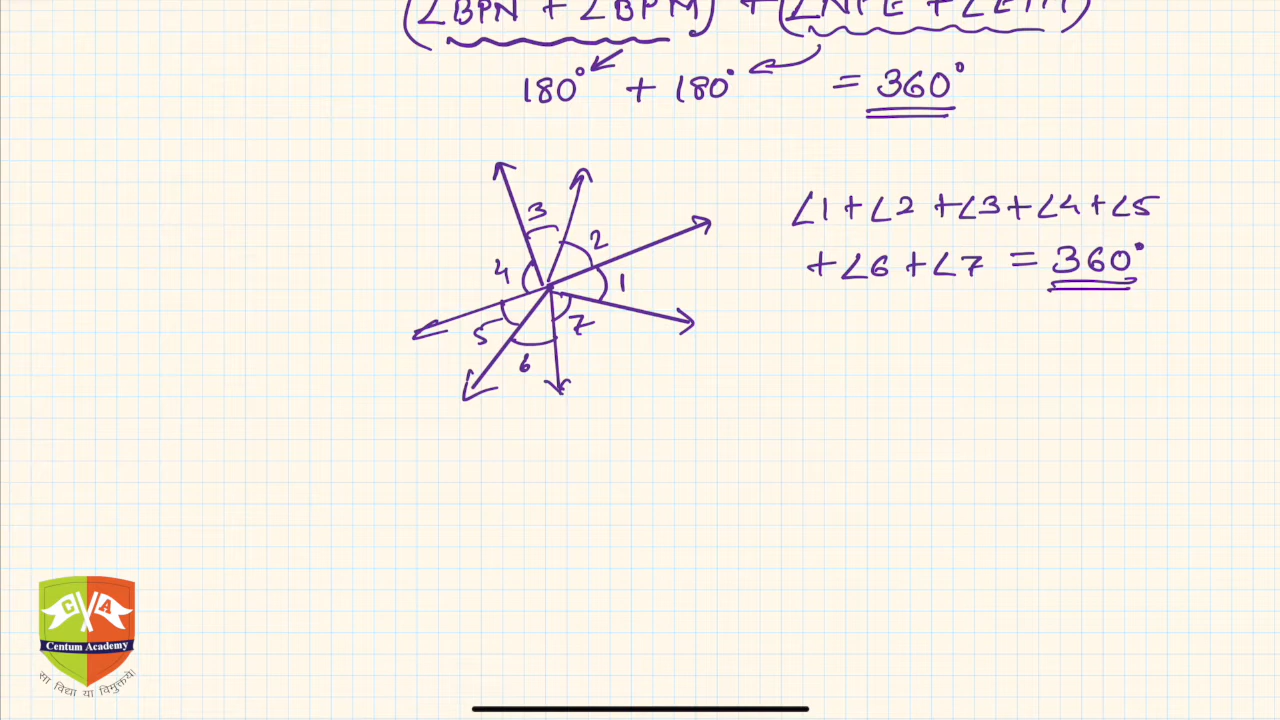 (∠BPN + ∠BPM) + (∠NPE + ∠EPM)
180° + 180° = 360°
3
2
4
1
5
7
6
∠1 + ∠2 + ∠3 + ∠4 + ∠5
+ ∠6 + ∠7 = 360°
C A
Centum Academy
सा विद्या या विमुक्तये।